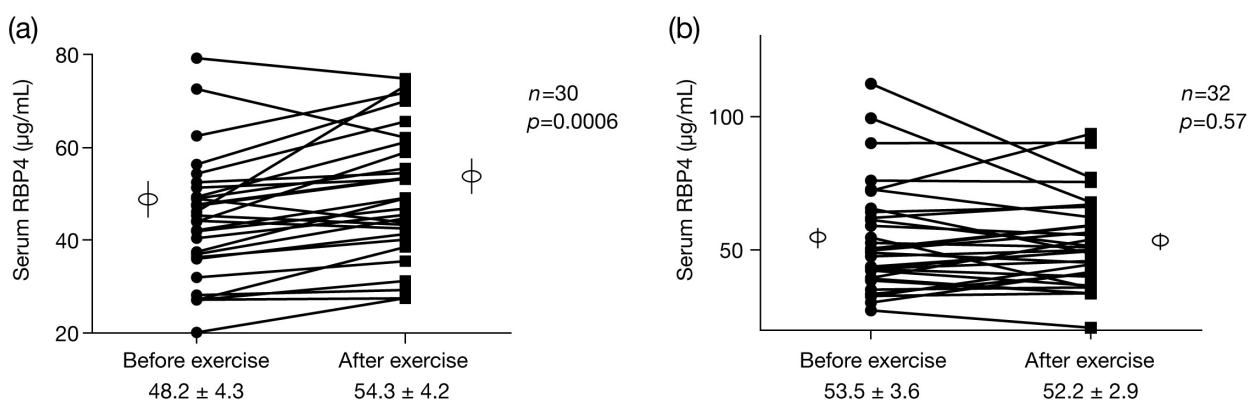 (a)
80
60
40
20
Serum RBP4 (µg/mL)
n=30
p=0.0006
Before exercise
After exercise
48.2 ± 4.3
54.3 ± 4.2
(b)
100
50
Serum RBP4 (µg/mL)
n=32
p=0.57
Before exercise
After exercise
53.5 ± 3.6
52.2 ± 2.9